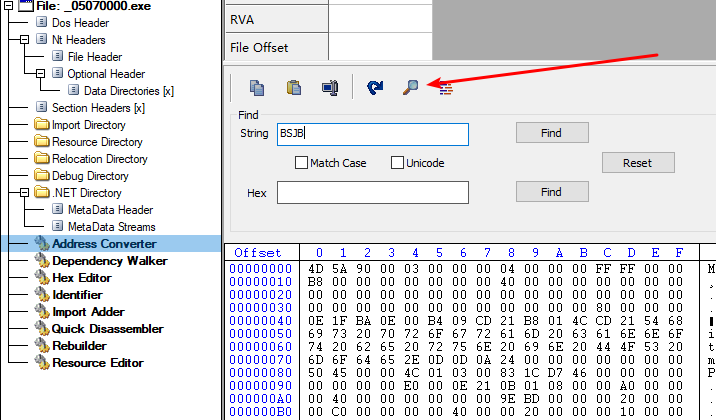 File: _05070000.exe
Dos Header
Nt Headers
File Header
Optional Header
Data Directories [x]
Section Headers [x]
Import Directory
Resource Directory
Relocation Directory
Debug Directory
.NET Directory
MetaData Header
MetaData Streams
Address Converter
Dependency Walker
Hex Editor
Identifier
Import Adder
Quick Disassembler
Rebuilder
Resource Editor
RVA
File Offset
Find
String BSJB Find
Match Case Unicode Reset
Hex Find
Offset 0 1 2 3 4 5 6 7 8 9 A B C D E F
00000000 4D 5A 90 00 03 00 00 00 04 00 00 00 FF FF 00 00 M
00000010 B8 00 00 00 00 00 00 00 40 00 00 00 00 00 00 00
00000020 00 00 00 00 00 00 00 00 00 00 00 00 00 00 00 00
00000030 00 00 00 00 00 00 00 00 00 00 00 00 80 00 00 00
00000040 0E 1F BA 0E 00 B4 09 CD 21 B8 01 4C CD 21 54 68
00000050 69 73 20 70 72 6F 67 72 61 6D 20 63 61 6E 6E 6F i
00000060 74 20 62 65 20 72 75 6E 20 69 6E 20 44 4F 53 20 t
00000070 6D 6F 64 65 2E 0D 0D 0A 24 00 00 00 00 00 00 00 m
00000080 50 45 00 00 4C 01 03 00 83 1C D7 46 00 00 00 00 P
00000090 00 00 00 00 E0 00 0E 21 0B 01 08 00 00 A0 00 00
000000A0 00 40 00 00 00 00 00 00 9E BD 00 00 00 20 00 00
000000B0 00 C0 00 00 00 00 40 00 00 20 00 00 00 10 00 00